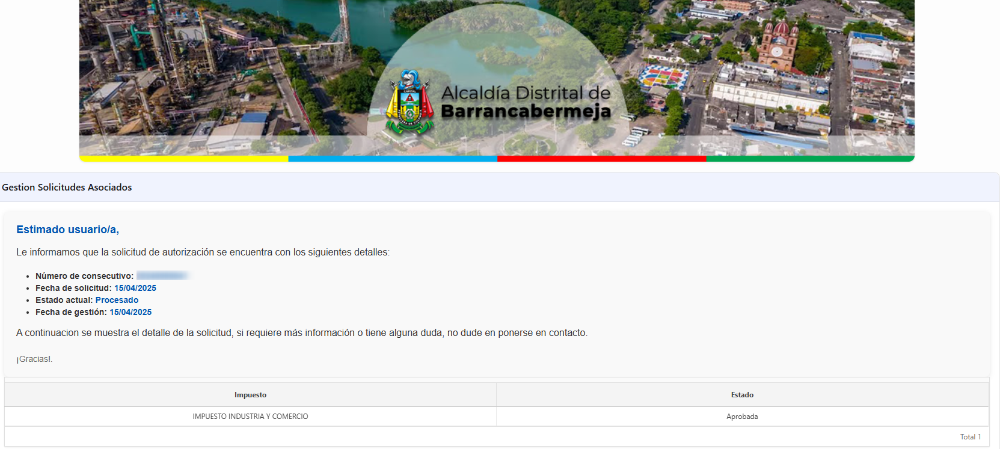 Alcaldía Distrital de
Barrancabermeja
Gestion Solicitudes Asociados
Estimado usuario/a,
Le informamos que la solicitud de autorización se encuentra con los siguientes detalles:
• Número de consecutivo:
• Fecha de solicitud: 15/04/2025
• Estado actual: Procesado
• Fecha de gestión: 15/04/2025
A continuacion se muestra el detalle de la solicitud, si requiere más información o tiene alguna duda, no dude en ponerse en contacto.
¡Gracias!.
Impuesto Estado
IMPUESTO INDUSTRIA Y COMERCIO Aprobada
Total 1